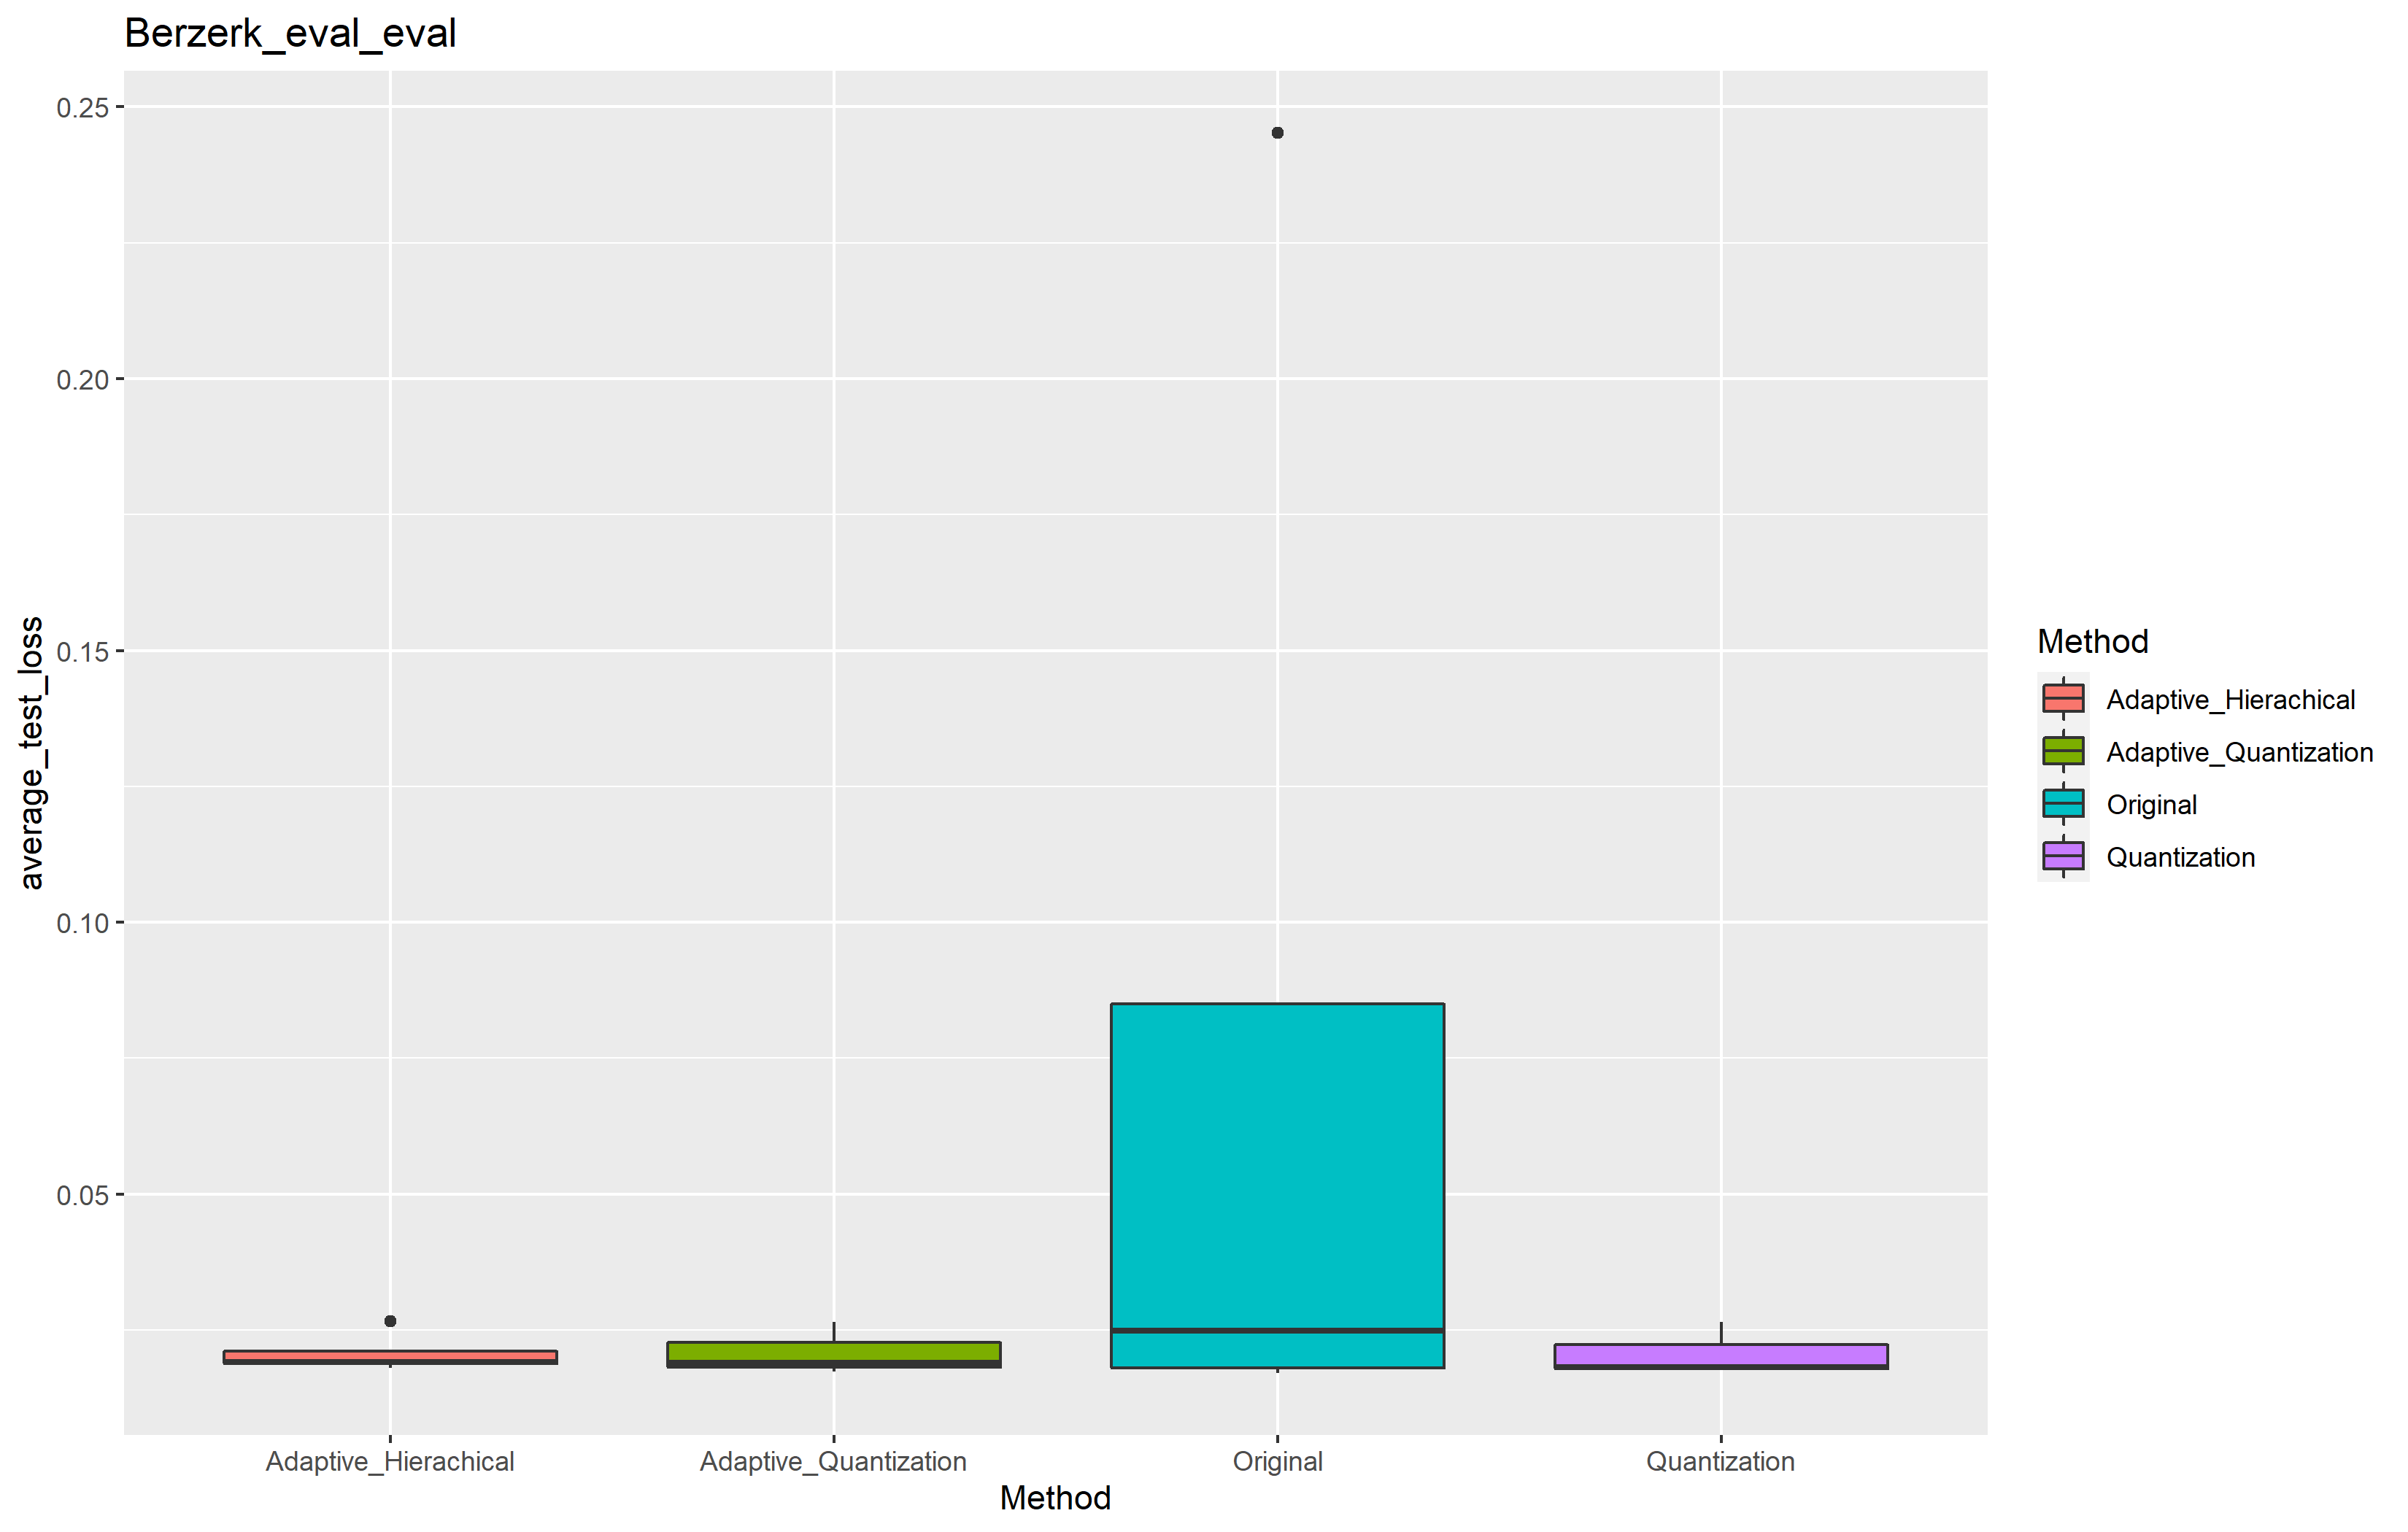 Berzerk_eval_eval
0.25
0.20
0.15
0.10
0.05
average_test_loss
Adaptive_Hierachical
Adaptive_Quantization
Original
Quantization
Method
Method
Adaptive_Hierachical
Adaptive_Quantization
Original
Quantization